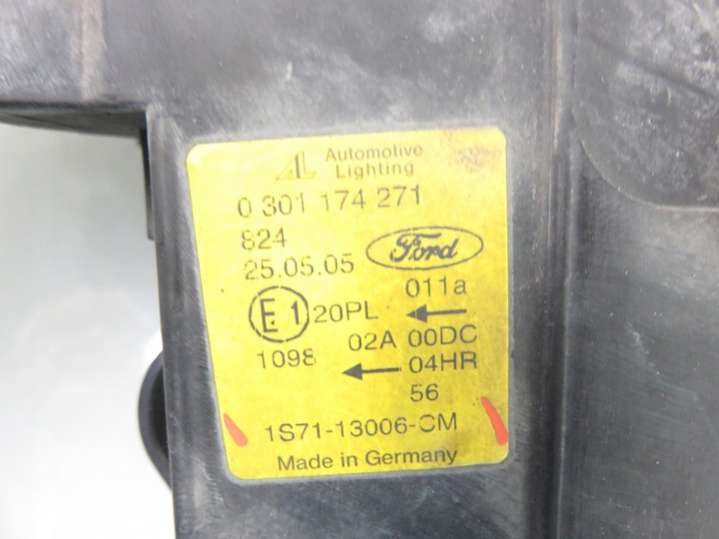 AL Automotive
Lighting
0 301 174 271
824
25.05.05 Ford
011a
E1 20PL
02A 00DC
1098 04HR
56
1S71-13006-CM
Made in Germany